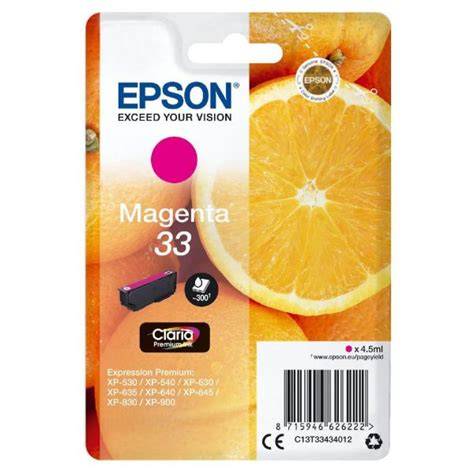 EPSON®
EXCEED YOUR VISION
EPSON
Magenta
33
~300¹
Claria
Premium Ink
x 4.5ml
www.epson.eu/pageyield
Expression Premium:
XP-530 / XP-540 / XP-630 /
XP-635 / XP-640 / XP-645 /
XP-830 / XP-900
8 715946 626222 >
CE C13T33434012